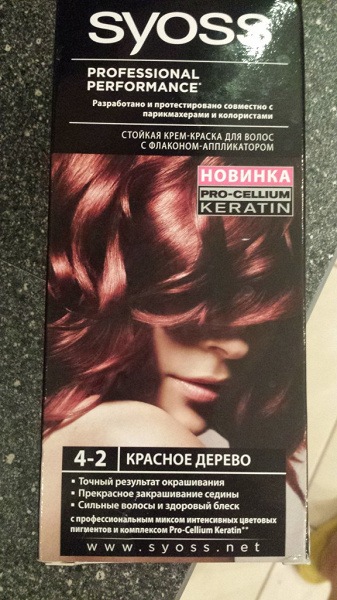 syoss
PROFESSIONAL
PERFORMANCE*
Разработано и протестировано совместно с
парикмахерами и колористами
СТОЙКАЯ КРЕМ-КРАСКА ДЛЯ ВОЛОС
С ФЛАКОНОМ-АППЛИКАТОРОМ
НОВИНКА
PRO-CELLIUM
KERATIN
4-2 КРАСНОЕ ДЕРЕВО
• Точный результат окрашивания
• Прекрасное закрашивание седины
• Сильные волосы и здоровый блеск
с профессиональным миксом интенсивных цветовых
пигментов и комплексом Pro-Cellium Keratin**
www.syoss.net